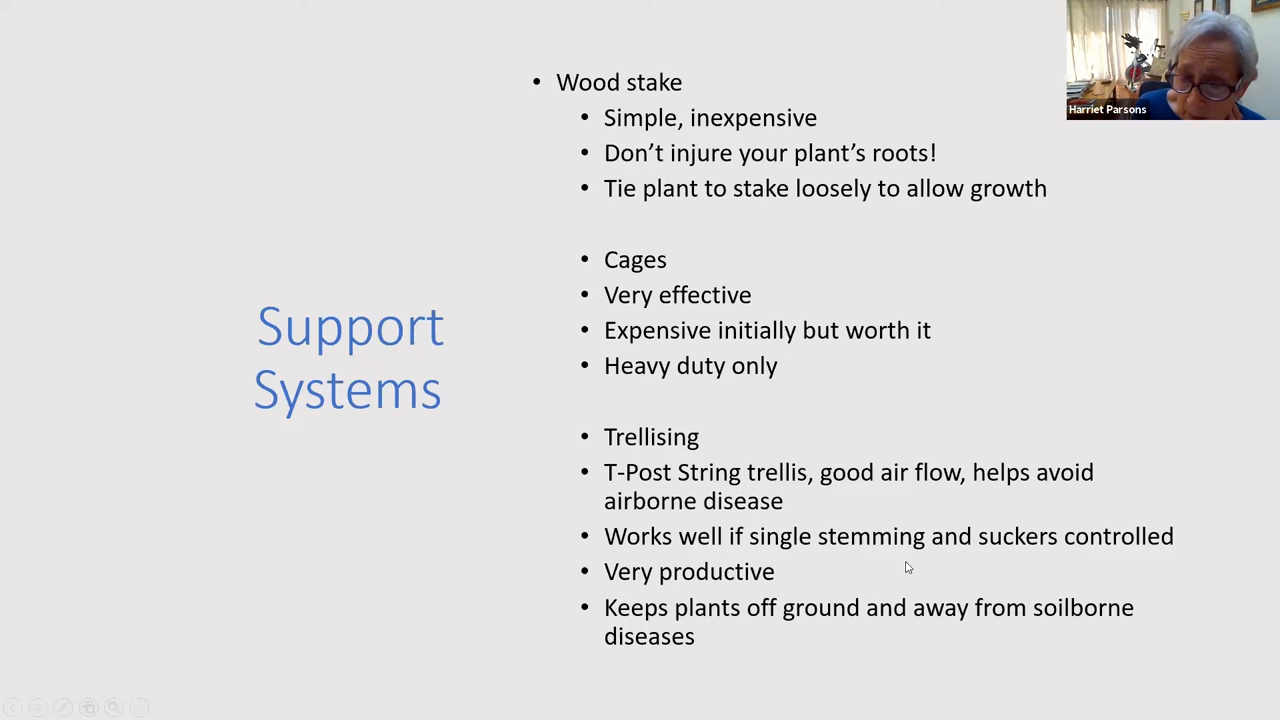 Harriet Parsons
Support
Systems
• Wood stake
• Simple, inexpensive
• Don’t injure your plant’s roots!
• Tie plant to stake loosely to allow growth
• Cages
• Very effective
• Expensive initially but worth it
• Heavy duty only
• Trellising
• T-Post String trellis, good air flow, helps avoid
airborne disease
• Works well if single stemming and suckers controlled
• Very productive
• Keeps plants off ground and away from soilborne
diseases